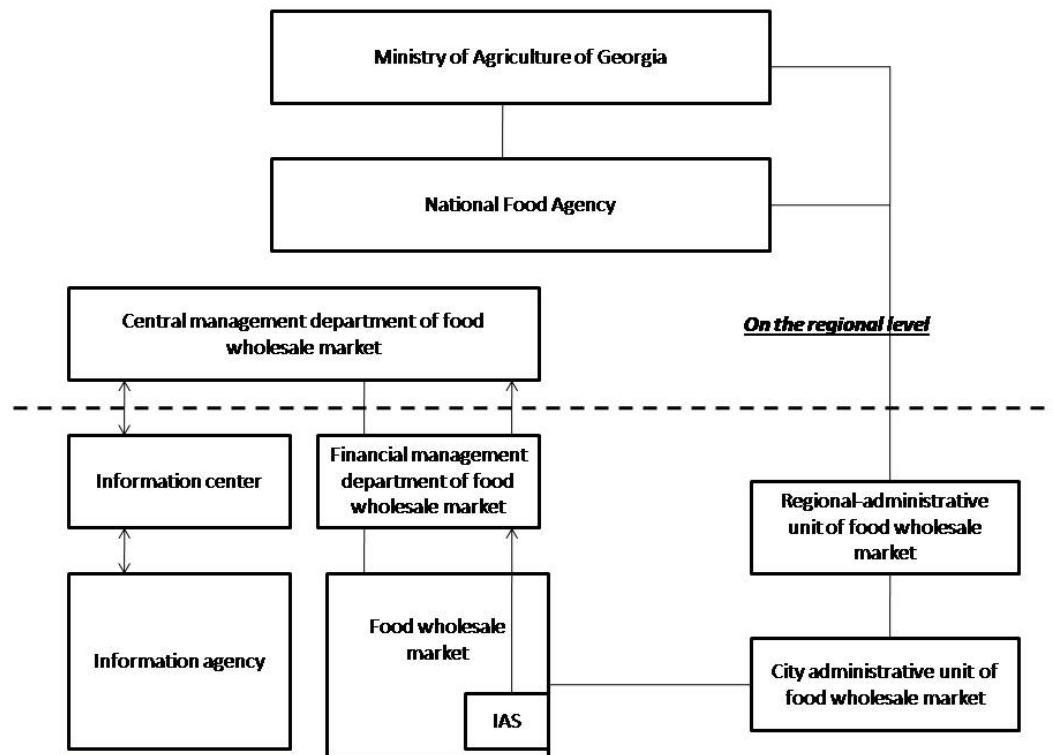 Ministry of Agriculture of Georgia
National Food Agency
Central management department of food
wholesale market
On the regional level
Information center
Financial management
department of food
wholesale market
Regional-administrative
unit of food wholesale
market
Information agency
Food wholesale
market
IAS
City administrative unit of
food wholesale market